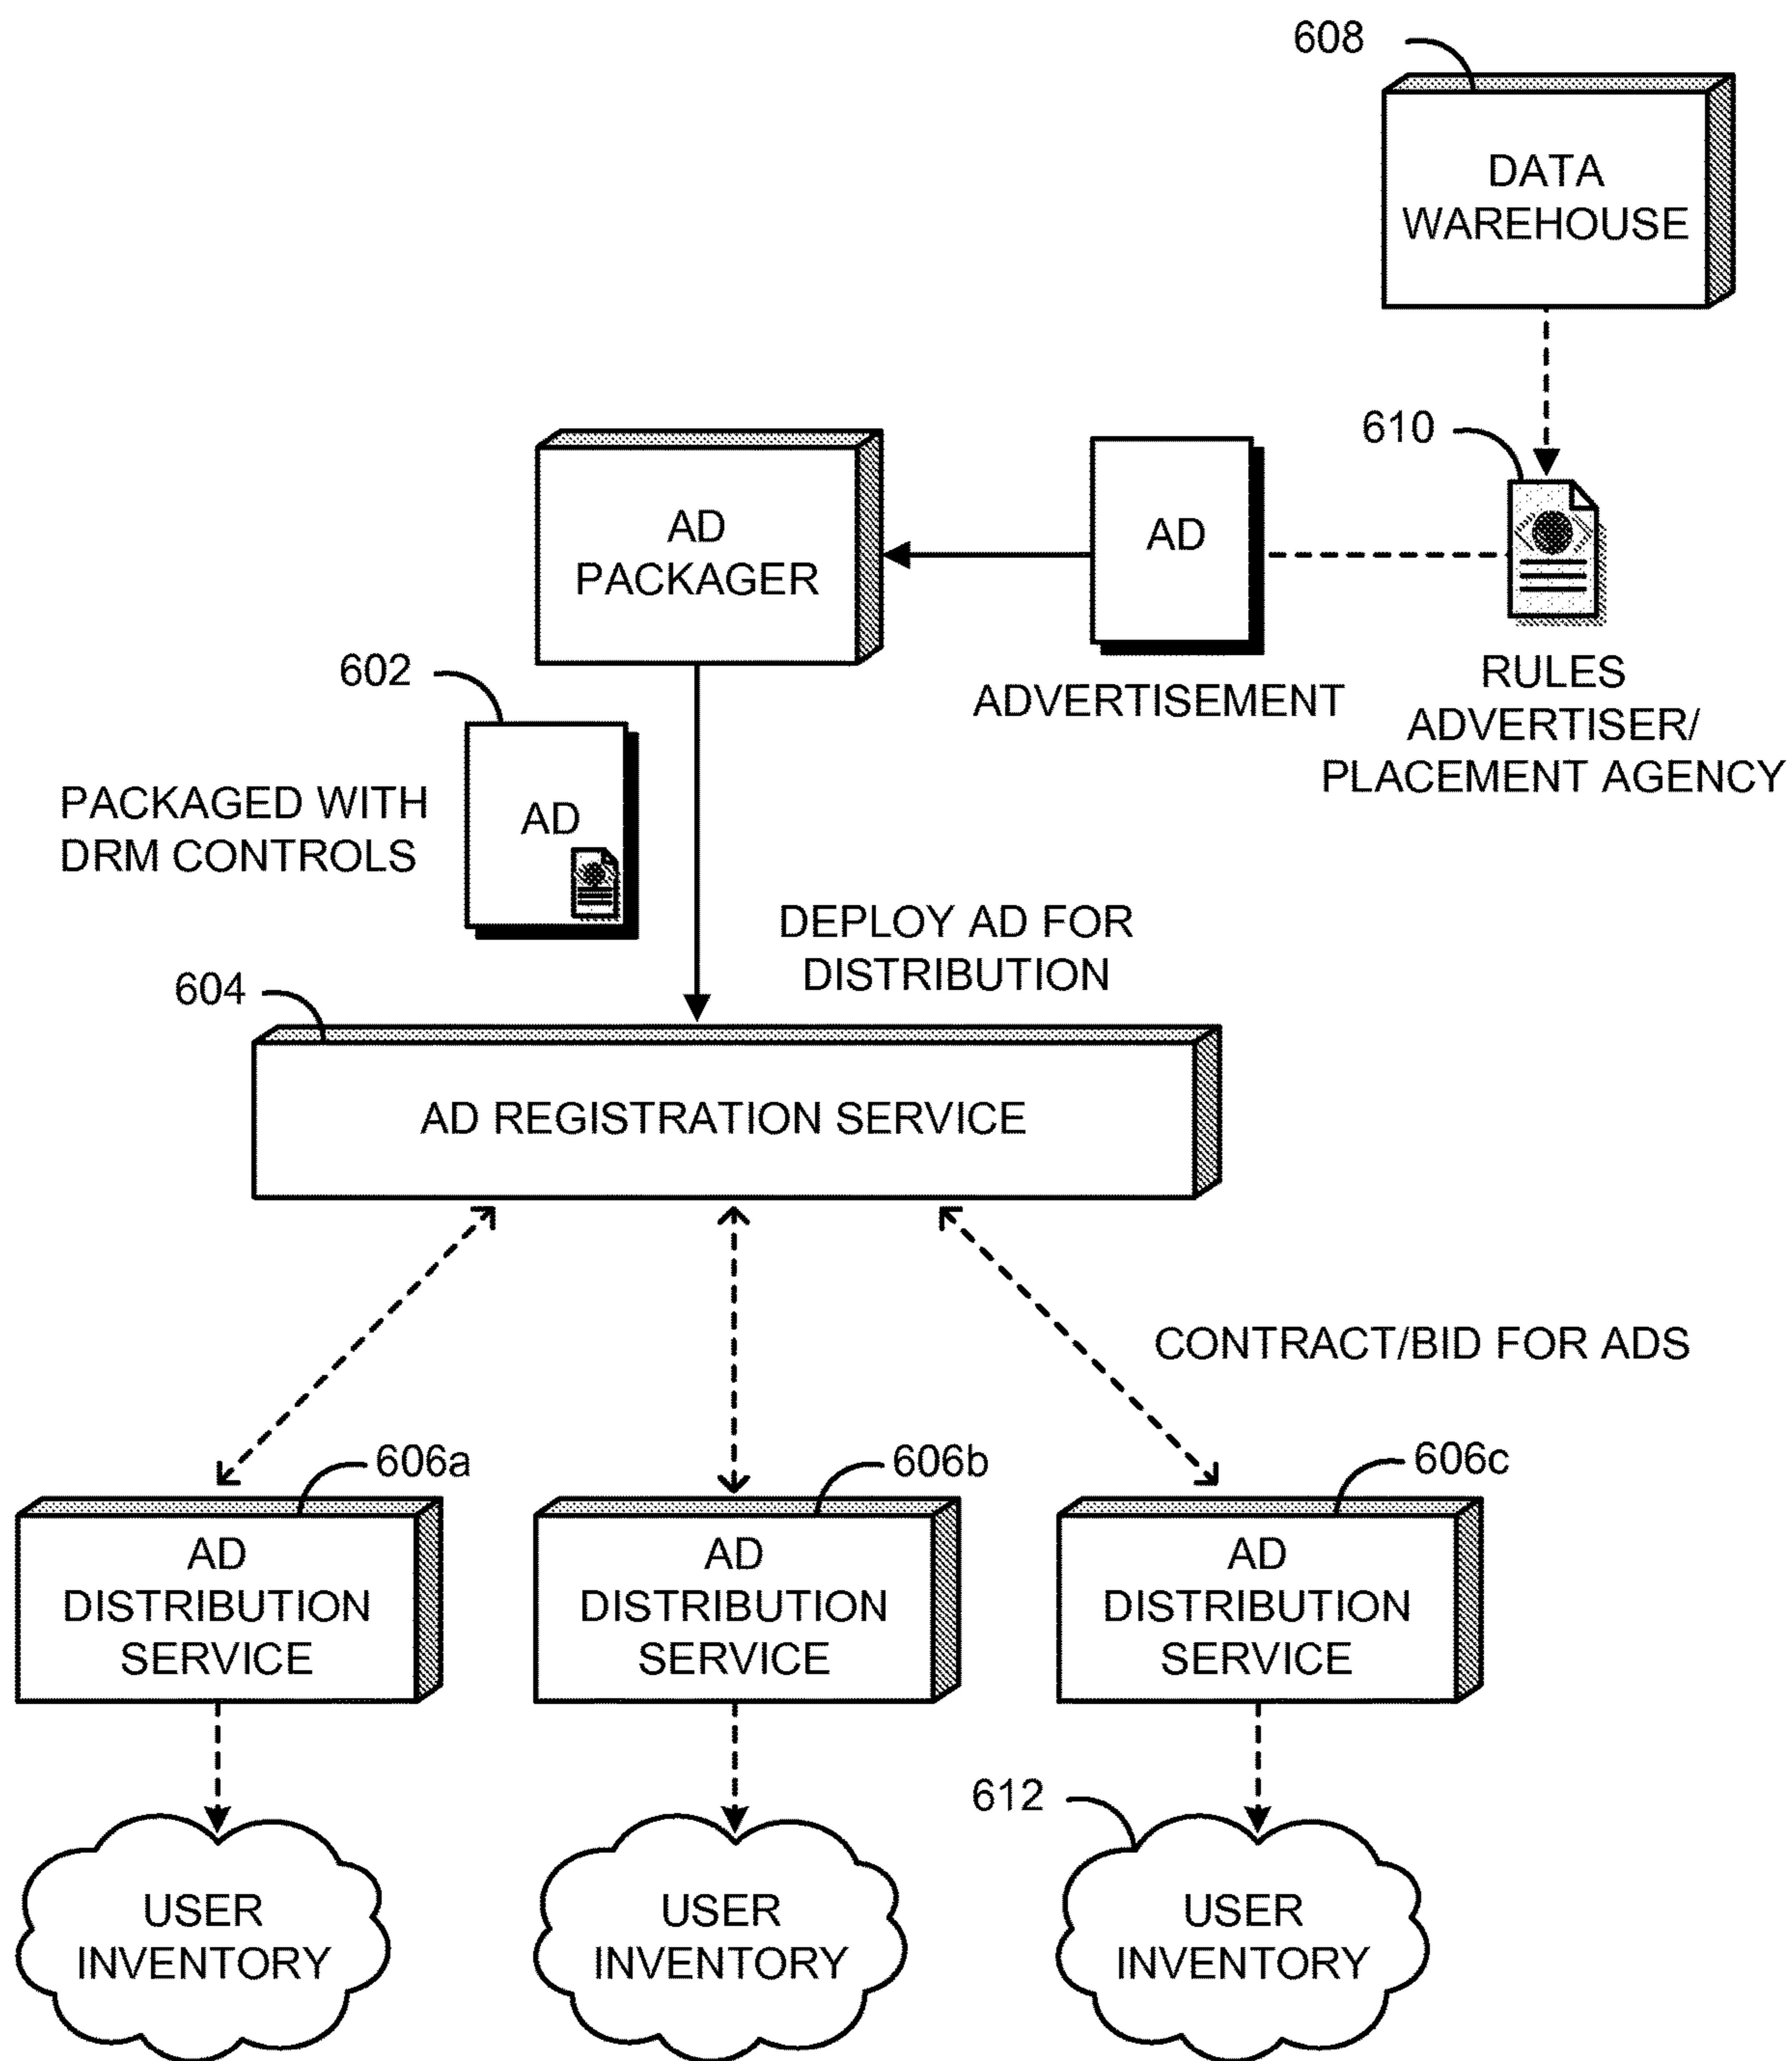 608
DATA
WAREHOUSE
610
AD
PACKAGER
AD
602
ADVERTISEMENT
RULES
ADVERTISER/
PLACEMENT AGENCY
PACKAGED WITH
DRM CONTROLS
AD
DEPLOY AD FOR
DISTRIBUTION
604
AD REGISTRATION SERVICE
CONTRACT/BID FOR ADS
606a
606b
606c
AD
DISTRIBUTION
SERVICE
AD
DISTRIBUTION
SERVICE
AD
DISTRIBUTION
SERVICE
612
USER
INVENTORY
USER
INVENTORY
USER
INVENTORY